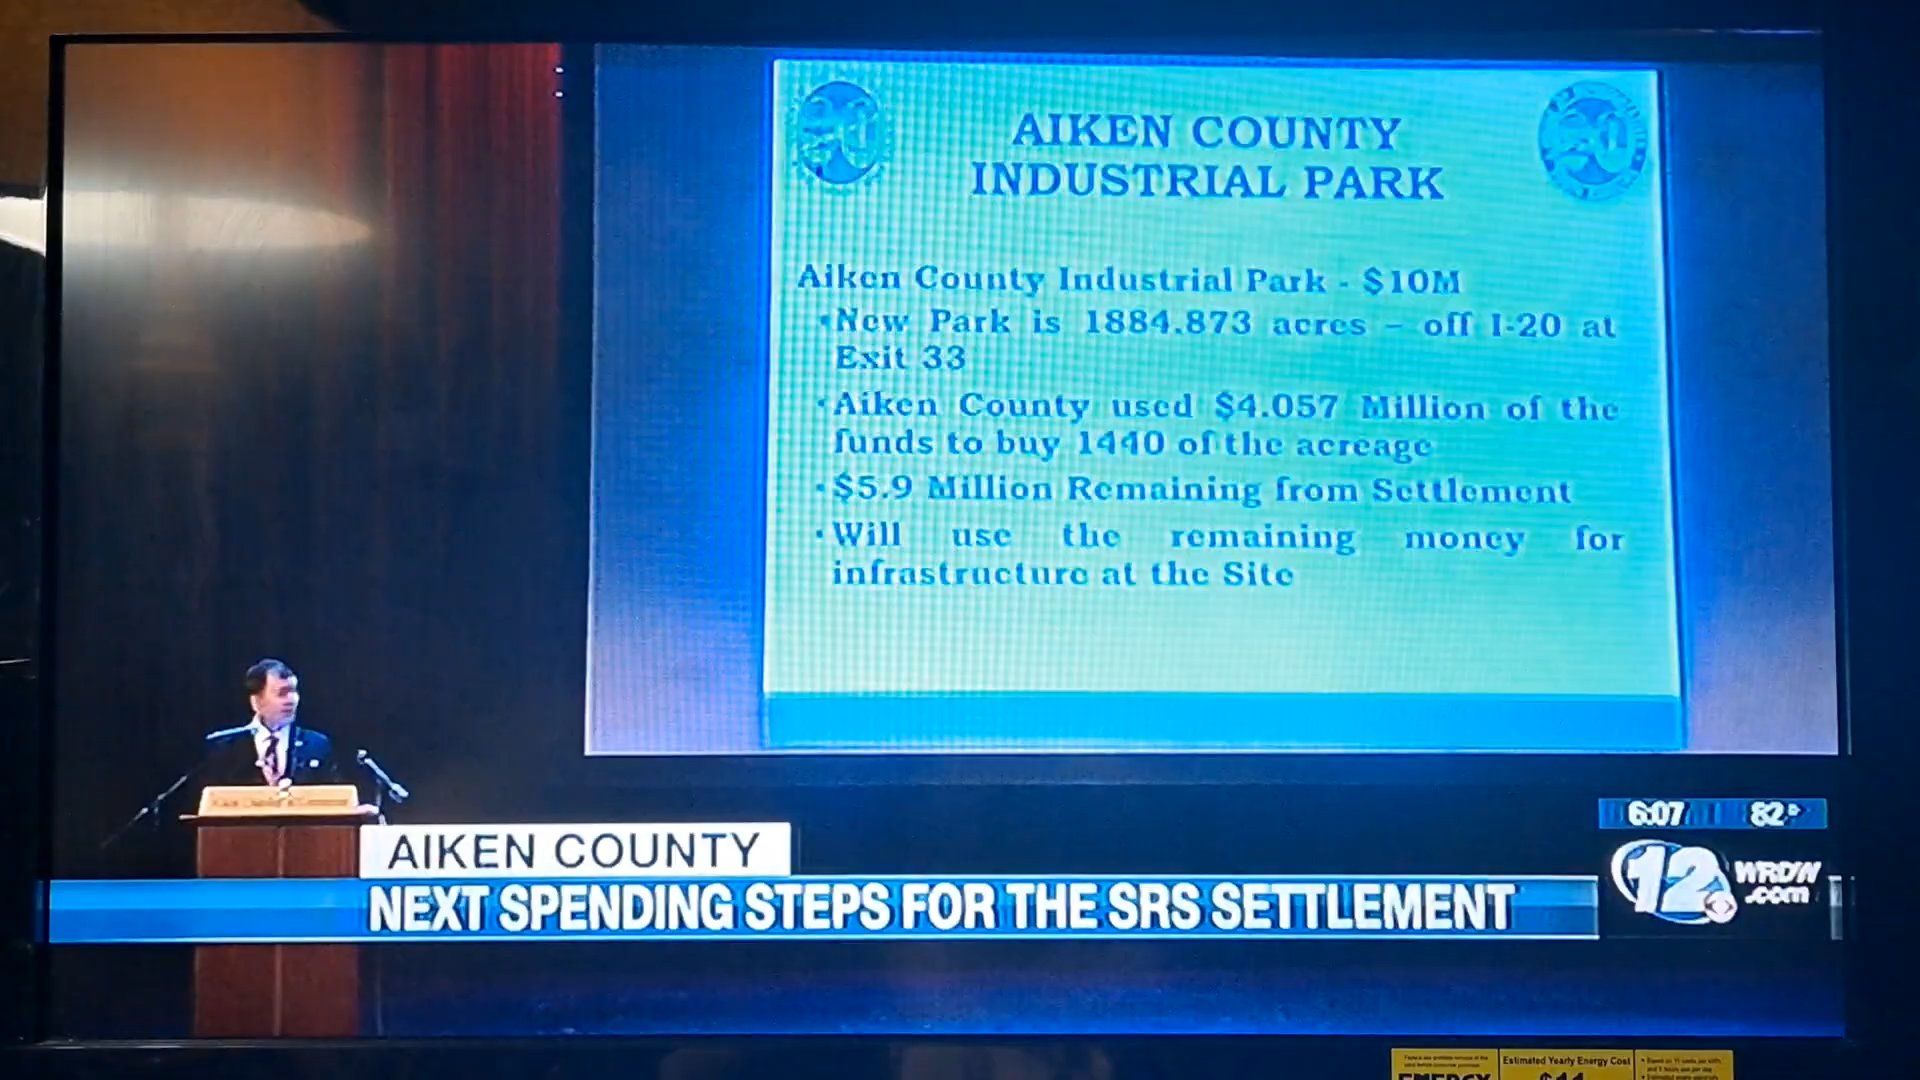 AIKEN COUNTY
INDUSTRIAL PARK
Aiken County Industrial Park - $10M
•New Park is 1884.873 acres – off I-20 at
Exit 33
•Aiken County used $4.057 Million of the
funds to buy 1440 of the acreage
•$5.9 Million Remaining from Settlement
•Will use the remaining money for
infrastructure at the Site
6:07 82°
AIKEN COUNTY
12 WRDW
.com
NEXT SPENDING STEPS FOR THE SRS SETTLEMENT
Estimated Yearly Energy Cost
ENERGY $11